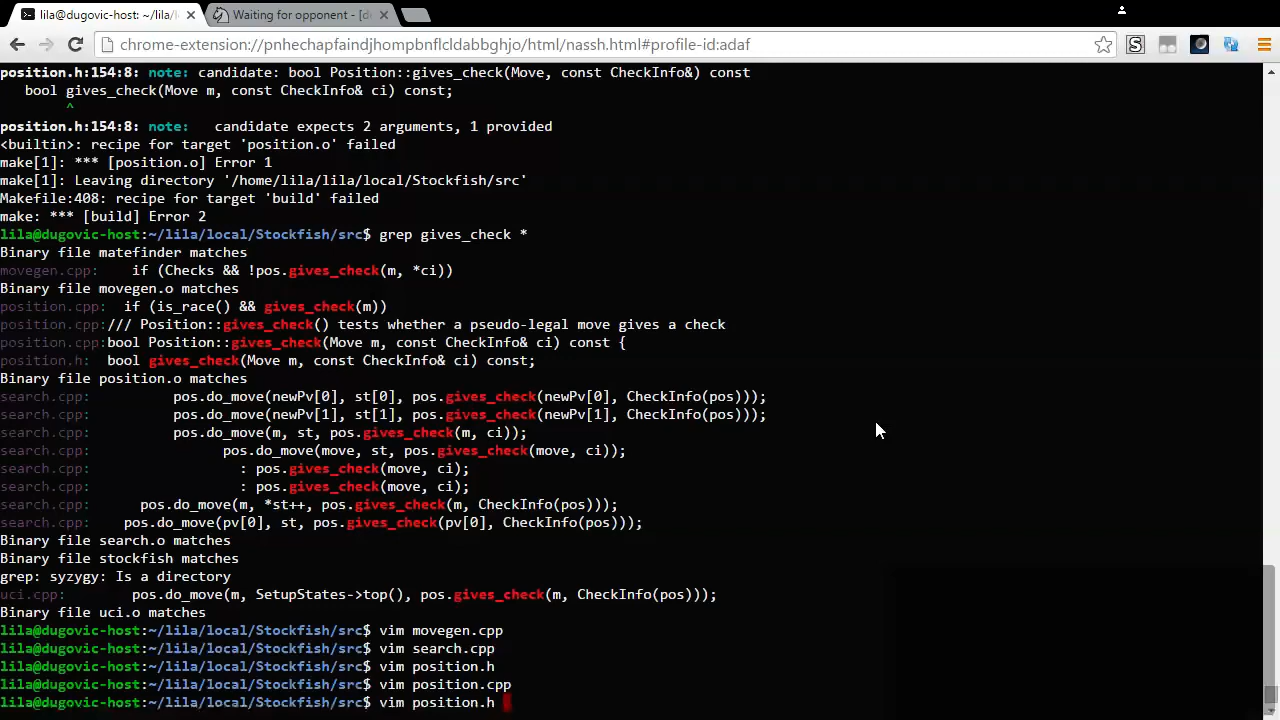 lila@dugovic-host: ~/lila/l
Waiting for opponent - [de
chrome-extension://pnhechapfaindjhompbnflcldabbghjo/html/nassh.html#profile-id:adaf
position.h:154:8: note: candidate: bool Position::gives_check(Move, const CheckInfo&) const
bool gives_check(Move m, const CheckInfo& ci) const;
^
position.h:154:8: note:   candidate expects 2 arguments, 1 provided
<builtin>: recipe for target 'position.o' failed
make[1]: *** [position.o] Error 1
make[1]: Leaving directory '/home/lila/lila/local/Stockfish/src'
Makefile:408: recipe for target 'build' failed
make: *** [build] Error 2
lila@dugovic-host:~/lila/local/Stockfish/src$ grep gives_check *
Binary file matefinder matches
movegen.cpp:    if (Checks && !pos.gives_check(m, *ci))
Binary file movegen.o matches
position.cpp:  if (is_race() && gives_check(m))
position.cpp:/// Position::gives_check() tests whether a pseudo-legal move gives a check
position.cpp:bool Position::gives_check(Move m, const CheckInfo& ci) const {
position.h:  bool gives_check(Move m, const CheckInfo& ci) const;
Binary file position.o matches
search.cpp:          pos.do_move(newPv[0], st[0], pos.gives_check(newPv[0], CheckInfo(pos)));
search.cpp:          pos.do_move(newPv[1], st[1], pos.gives_check(newPv[1], CheckInfo(pos)));
search.cpp:          pos.do_move(m, st, pos.gives_check(m, ci));
search.cpp:                pos.do_move(move, st, pos.gives_check(move, ci));
search.cpp:                  : pos.gives_check(move, ci);
search.cpp:                  : pos.gives_check(move, ci);
search.cpp:      pos.do_move(m, *st++, pos.gives_check(m, CheckInfo(pos)));
search.cpp:    pos.do_move(pv[0], st, pos.gives_check(pv[0], CheckInfo(pos)));
Binary file search.o matches
Binary file stockfish matches
grep: syzygy: Is a directory
uci.cpp:        pos.do_move(m, SetupStates->top(), pos.gives_check(m, CheckInfo(pos)));
Binary file uci.o matches
lila@dugovic-host:~/lila/local/Stockfish/src$ vim movegen.cpp
lila@dugovic-host:~/lila/local/Stockfish/src$ vim search.cpp
lila@dugovic-host:~/lila/local/Stockfish/src$ vim position.h
lila@dugovic-host:~/lila/local/Stockfish/src$ vim position.cpp
lila@dugovic-host:~/lila/local/Stockfish/src$ vim position.h